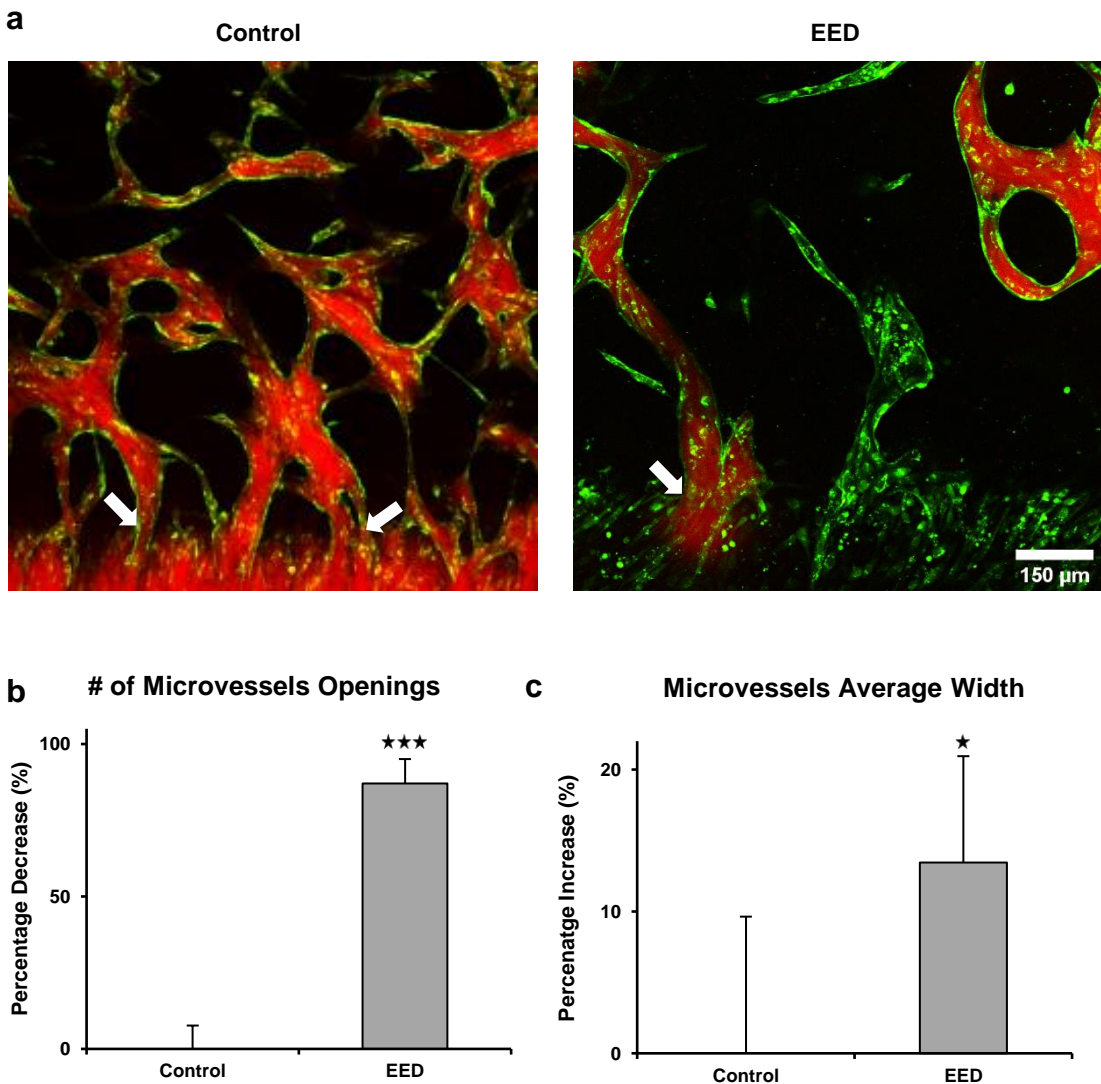 a
Control
EED
150 µm
b
# of Microvessels Openings
Percentage Decrease (%)
100
50
0
★★★
Control
EED
c
Microvessels Average Width
Percenatge Increase (%)
20
10
0
★
Control
EED